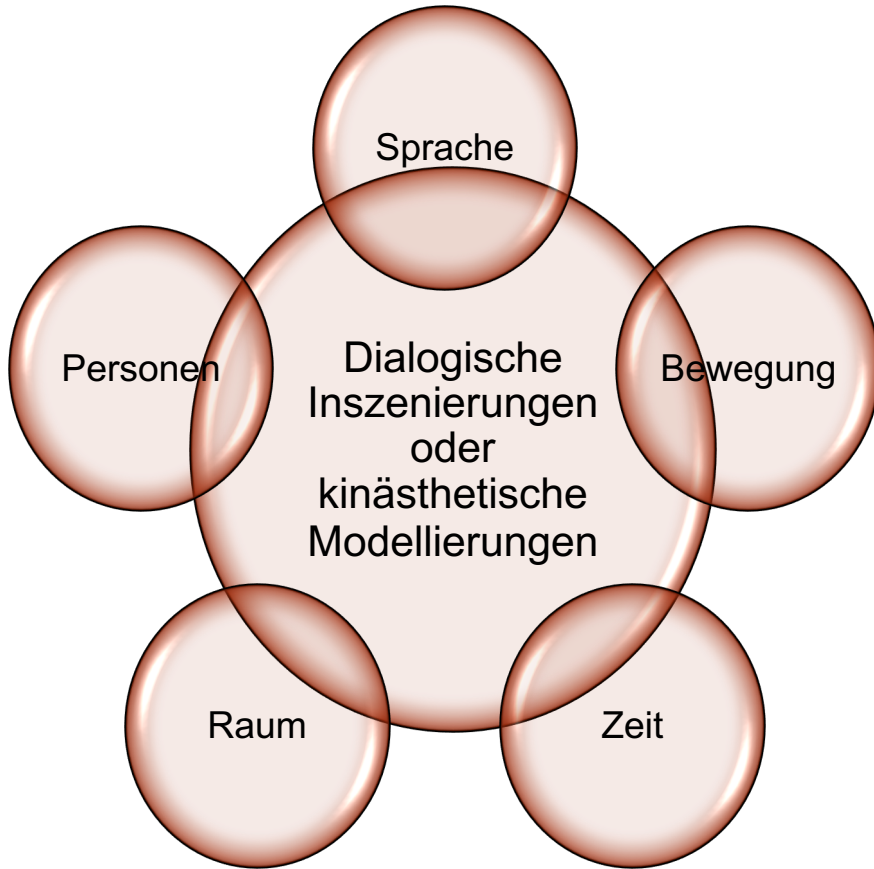 Sprache
Personen
Dialogische
Inszenierungen
oder
kinästhetische
Modellierungen
Bewegung
Raum
Zeit